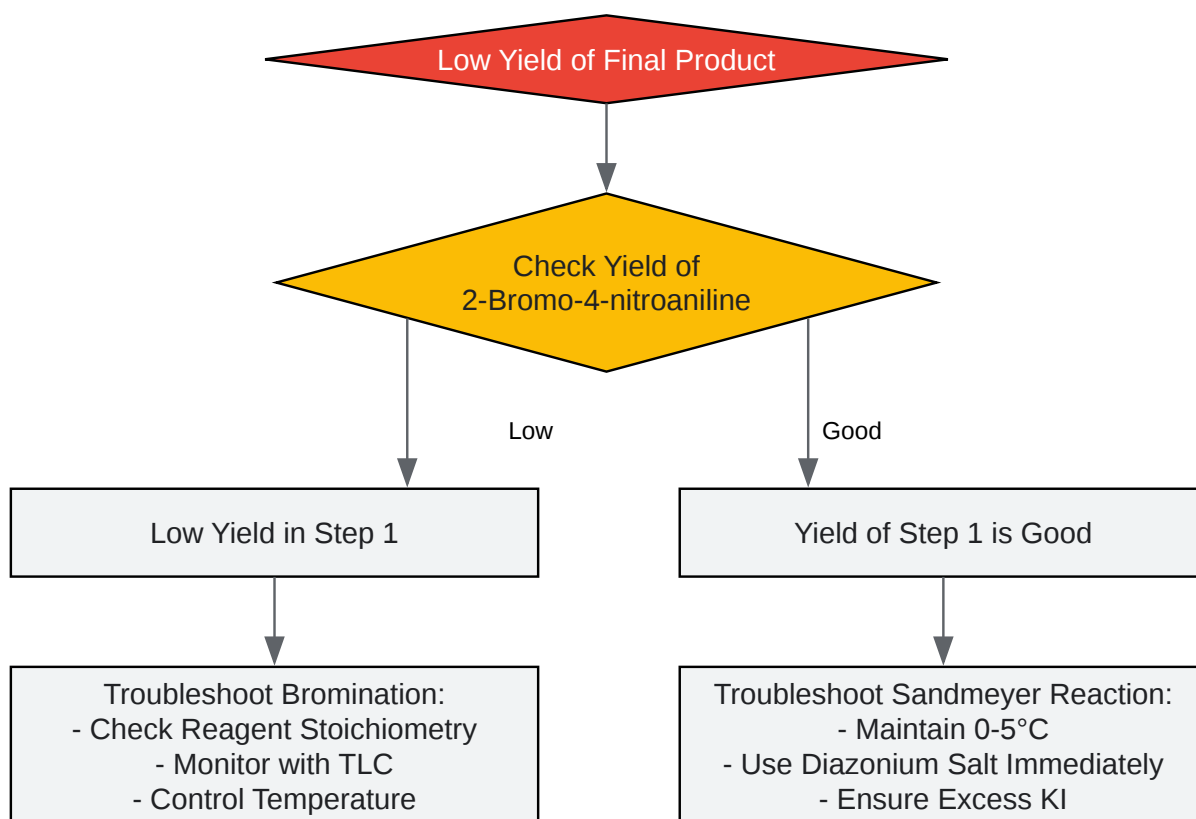 Low Yield of Final Product
Check Yield of
2-Bromo-4-nitroaniline
Low
Good
Low Yield in Step 1
Yield of Step 1 is Good
Troubleshoot Bromination:
- Check Reagent Stoichiometry
- Monitor with TLC
- Control Temperature
Troubleshoot Sandmeyer Reaction:
- Maintain 0-5°C
- Use Diazonium Salt Immediately
- Ensure Excess KI